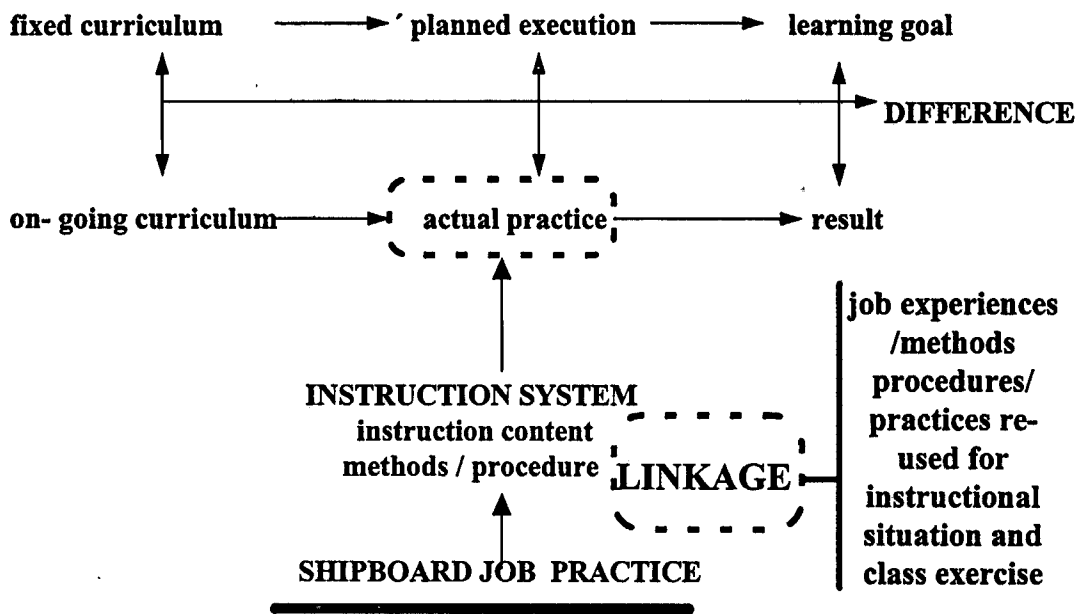 fixed curriculum planned execution learning goal
DIFFERENCE
on- going curriculum actual practice result
job experiences
/methods
procedures/
practices re-
used for
instructional
situation and
class exercise
INSTRUCTION SYSTEM
instruction content
methods / procedure
LINKAGE
SHIPBOARD JOB PRACTICE